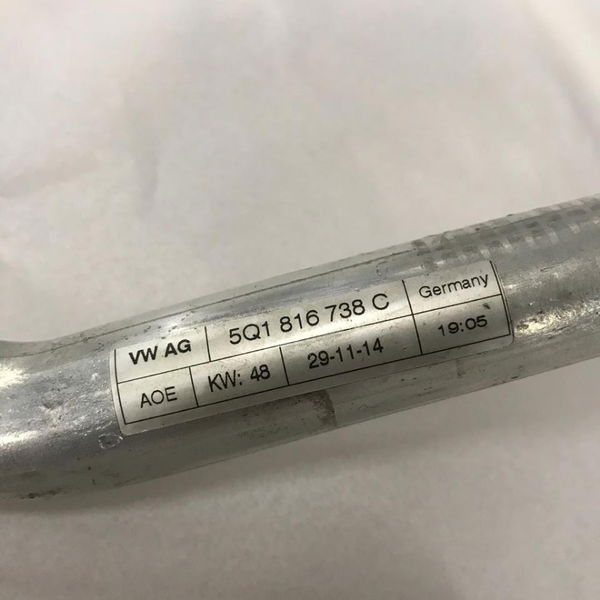 VW AG 5Q1 816 738 C Germany
AOE KW: 48 29-11-14 19:05